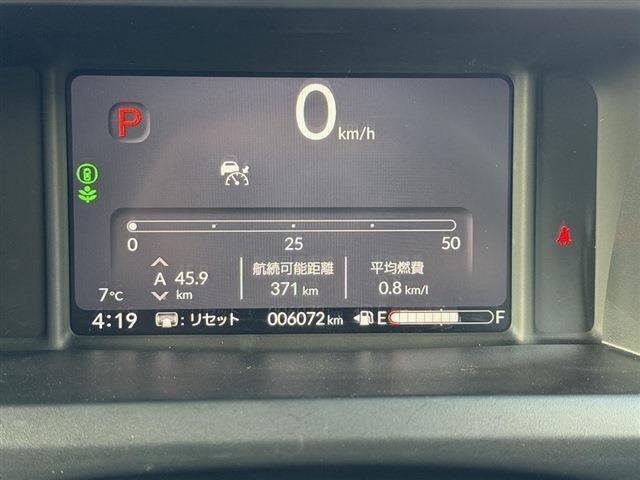 P
0 km/h
0 25 50
A 45.9 km
航続可能距離
371 km
平均燃費
0.8 km/l
7°C
4:19
: リセット
006072 km
E F